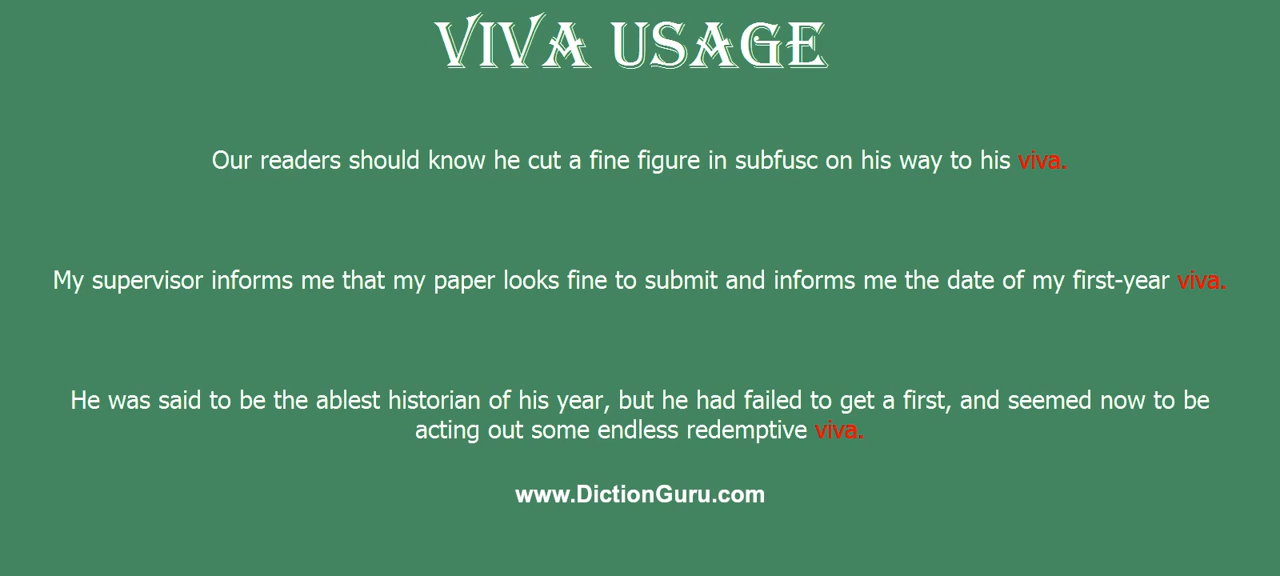 VIVA USAGE
Our readers should know he cut a fine figure in subfusc on his way to his viva.
My supervisor informs me that my paper looks fine to submit and informs me the date of my first-year viva.
He was said to be the ablest historian of his year, but he had failed to get a first, and seemed now to be
acting out some endless redemptive viva.
www.DictionGuru.com